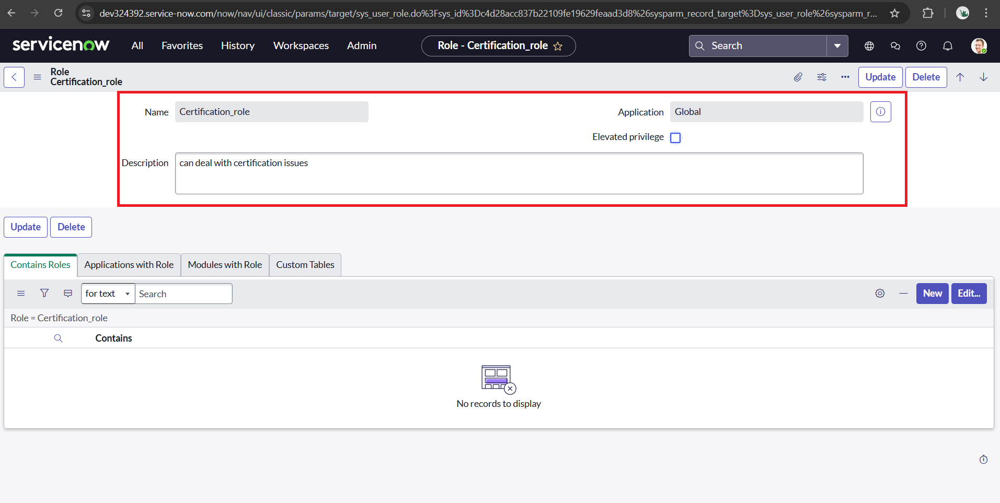 dev324392.service-now.com/now/nav/ui/classic/params/target/sys_user_role.do%3Fsys_id%3Dc4d28acc837b22109fe19629feaad3d8%26sysparm_record_target%3Dsys_user_role%26sysparm_r...
servicenow All Favorites History Workspaces Admin Role - Certification_role Search
Role
Certification_role
Update Delete
Name Certification_role Application Global
Elevated privilege
Description can deal with certification issues
Update Delete
Contains Roles Applications with Role Modules with Role Custom Tables
for text Search New Edit...
Role = Certification_role
Contains
No records to display